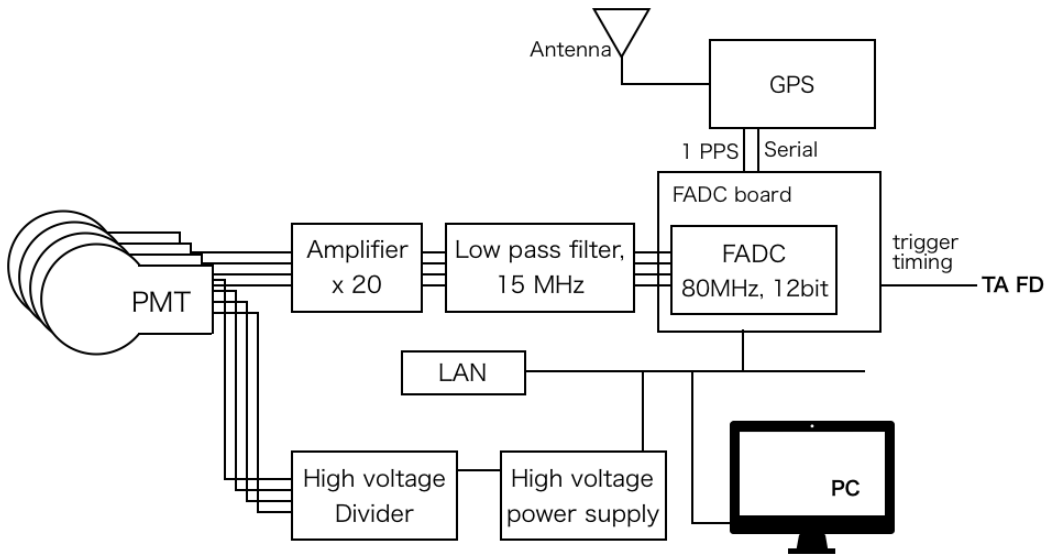 Antenna
GPS
1 PPS
Serial
FADC board
Amplifier
x 20
Low pass filter,
15 MHz
FADC
80MHz, 12bit
trigger
timing
TA FD
PMT
LAN
High voltage
Divider
High voltage
power supply
PC